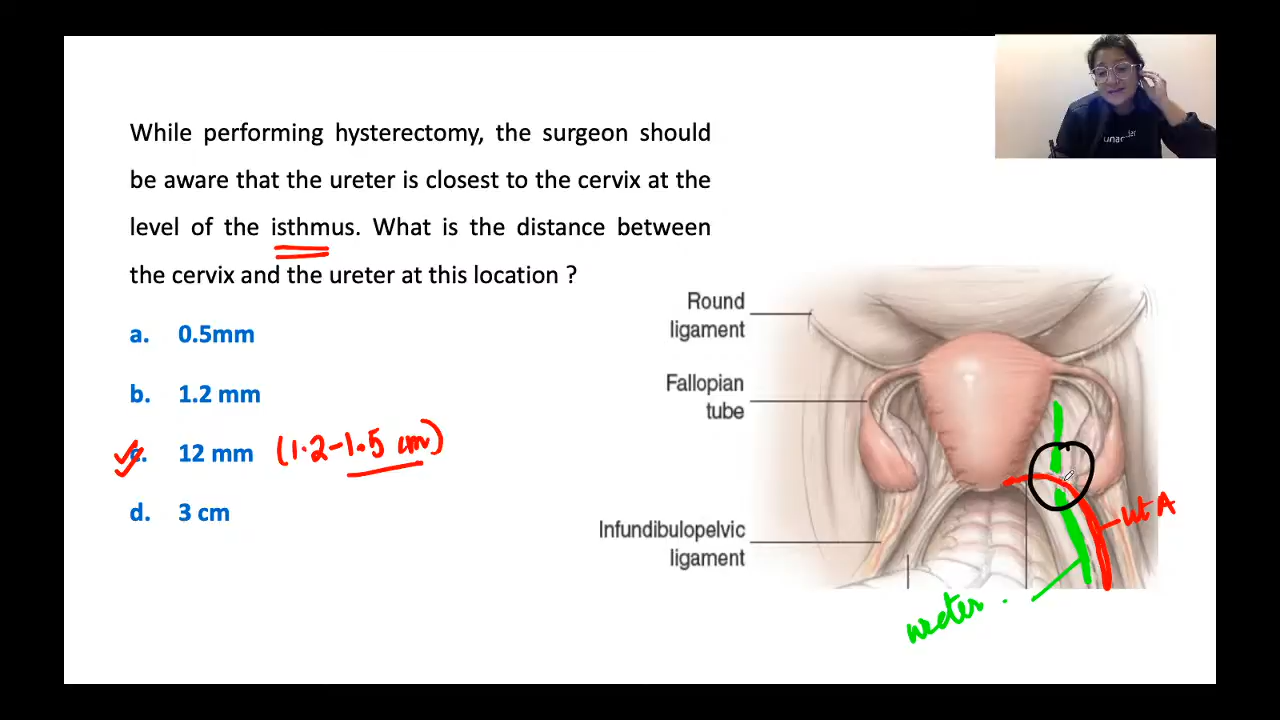 While performing hysterectomy, the surgeon should
be aware that the ureter is closest to the cervix at the
level of the isthmus. What is the distance between
the cervix and the ureter at this location ?
a. 0.5mm
b. 1.2 mm
c. 12 mm (1.2-1.5 cm)
d. 3 cm
Round
ligament
Fallopian
tube
Infundibulopelvic
ligament
ut A
ureter